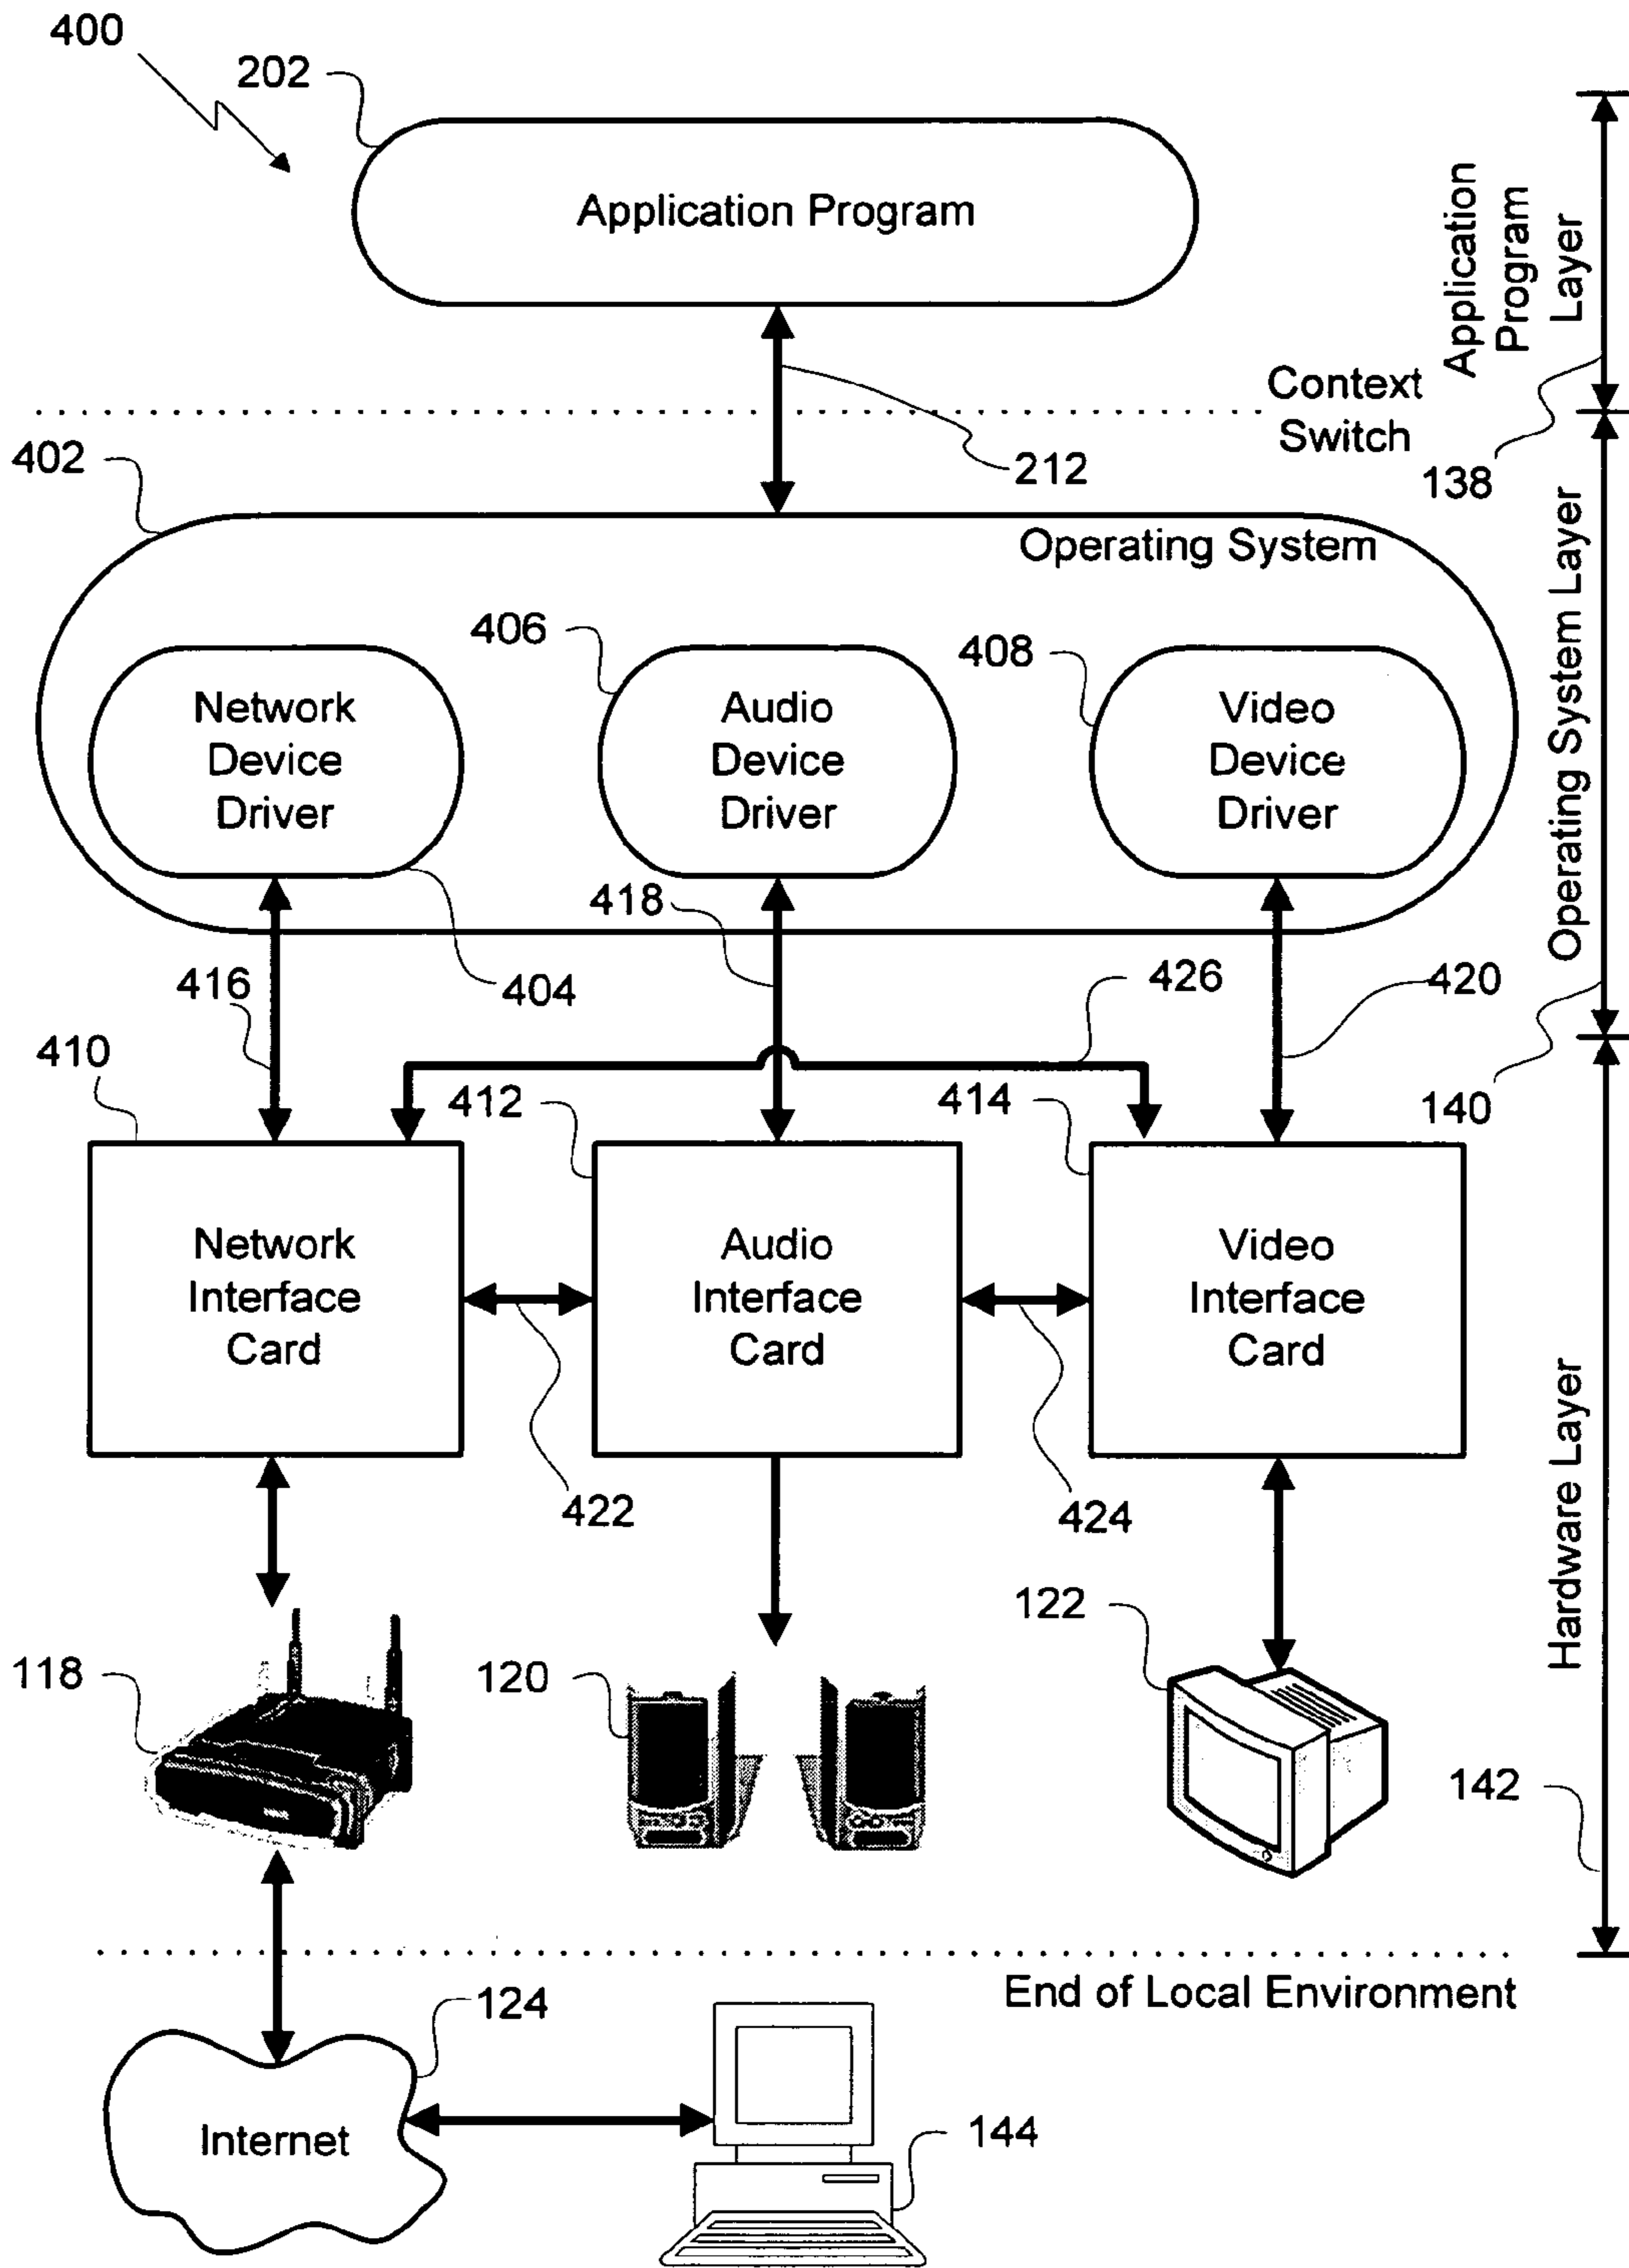 400
202
Application Program
Application
Program
Layer
Context
Switch
138
212
402
Operating System
Operating System Layer
406
408
Network
Device
Driver
Audio
Device
Driver
Video
Device
Driver
418
416
404
426
420
410
412
414
140
Network
Interface
Card
Audio
Interface
Card
Video
Interface
Card
422
424
Hardware Layer
122
118
120
142
End of Local Environment
124
Internet
144